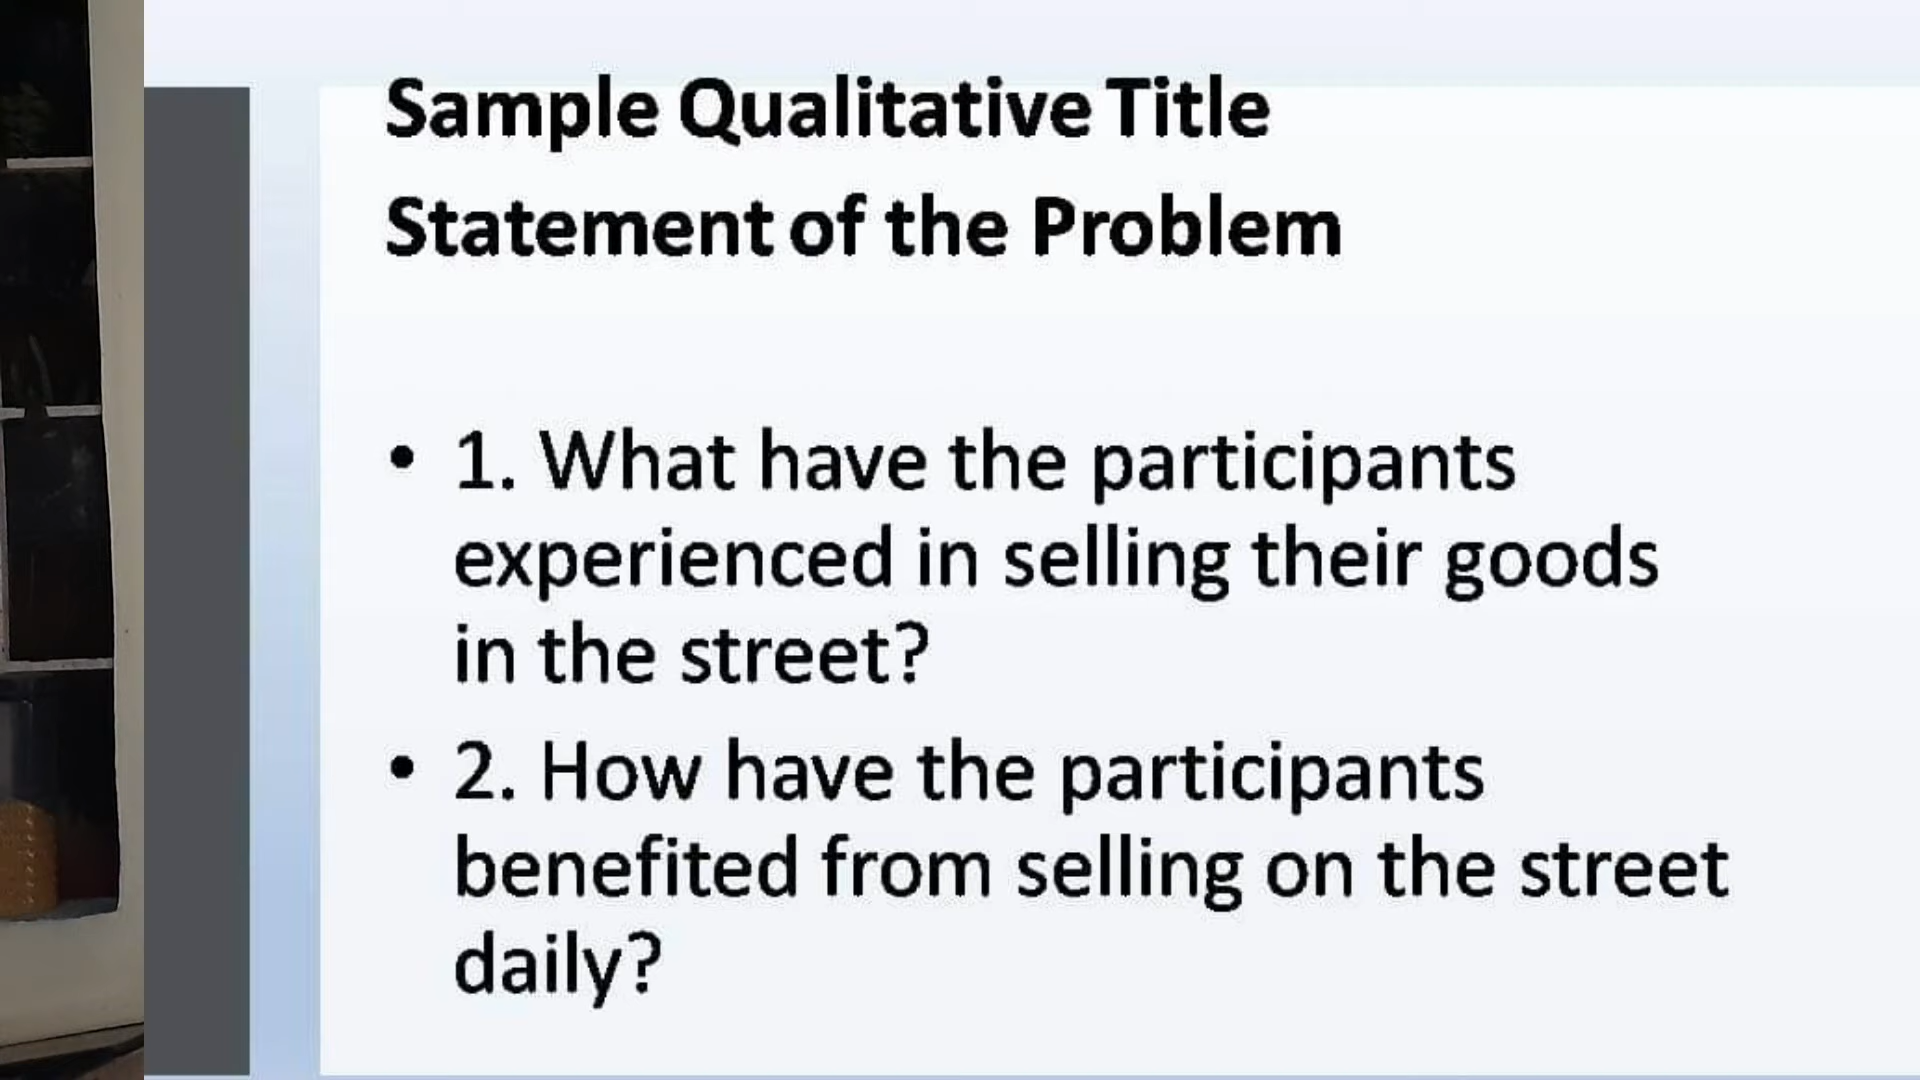 Sample Qualitative Title
Statement of the Problem
• 1. What have the participants
experienced in selling their goods
in the street?
• 2. How have the participants
benefited from selling on the street
daily?